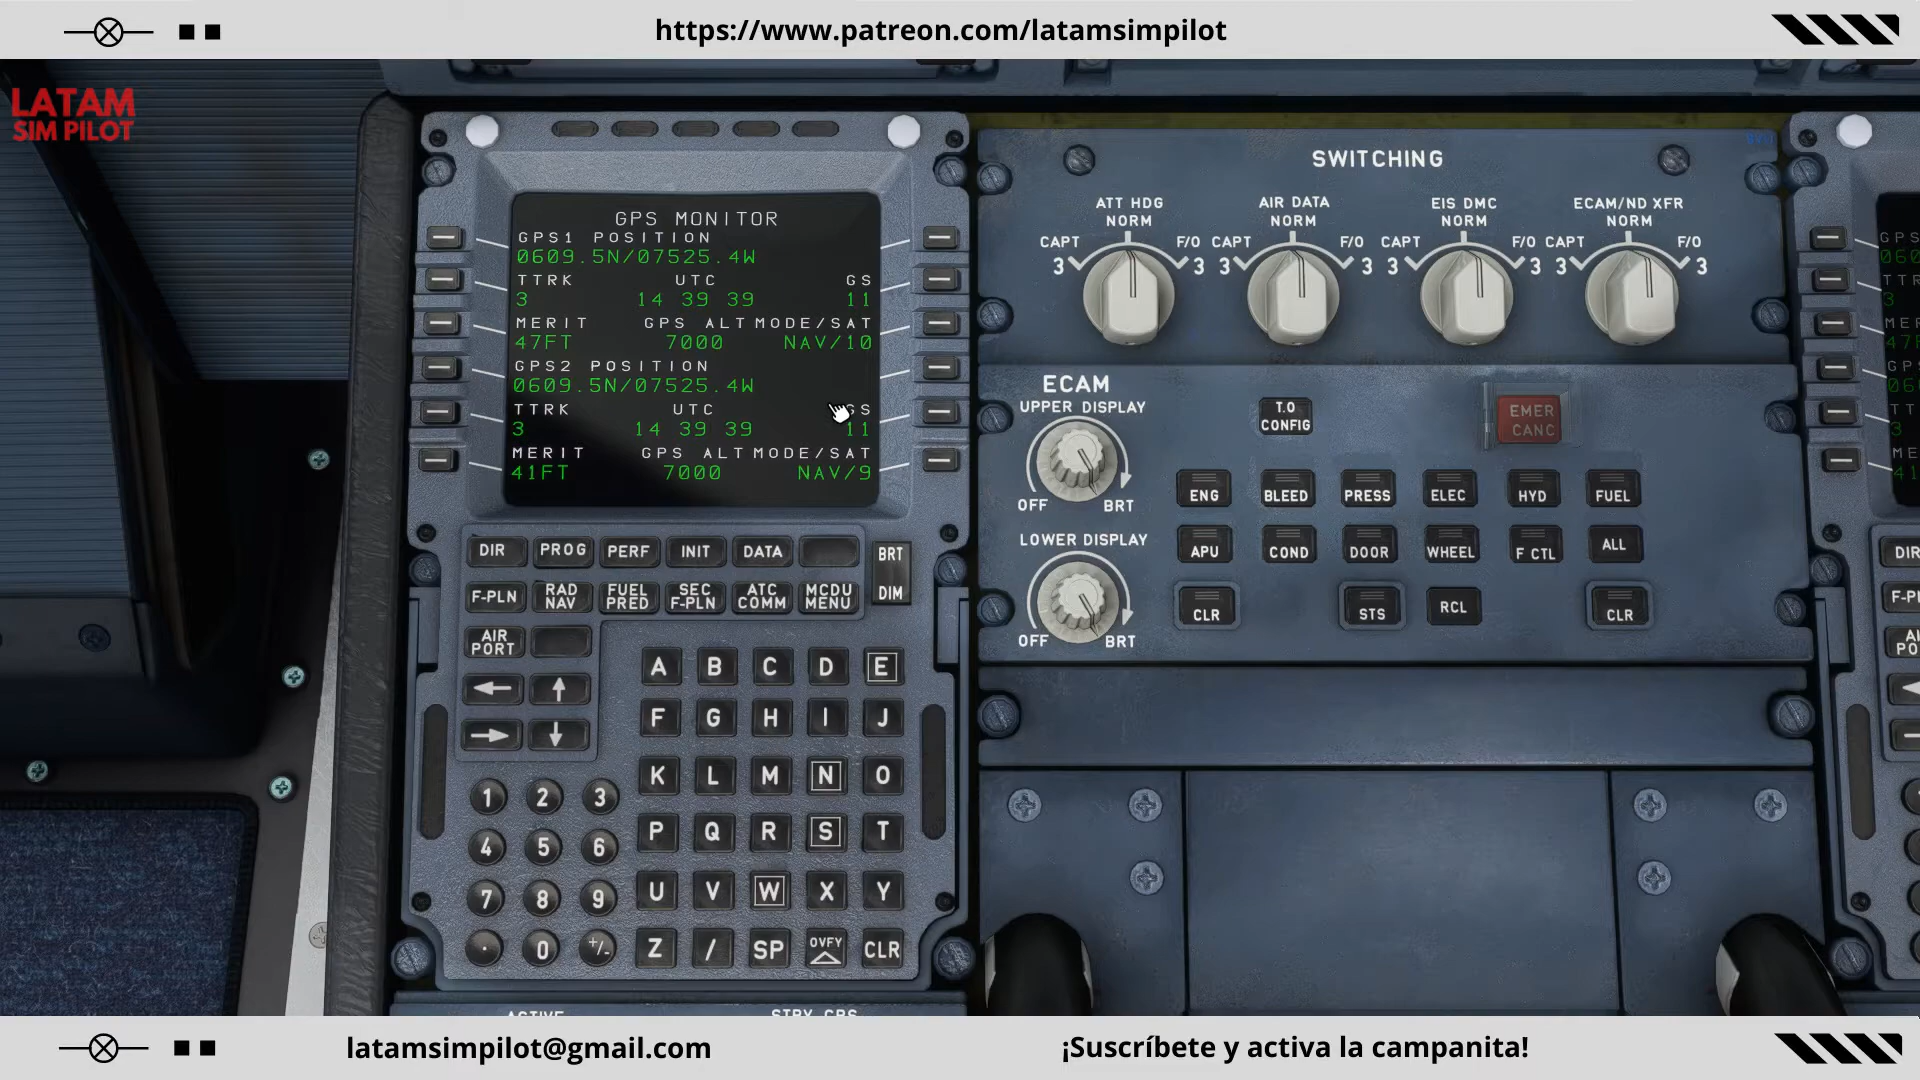 https://www.patreon.com/latamsimpilot
LATAM
SIM PILOT
GPS MONITOR
GPS1 POSITION
0609.5N/07525.4W
TTRK UTC GS
3 14 39 39 11
MERIT GPS ALT MODE/SAT
47FT 7000 NAV/10
GPS2 POSITION
0609.5N/07525.4W
TTRK UTC GS
3 14 39 39 11
MERIT GPS ALT MODE/SAT
41FT 7000 NAV/9
DIR PROG PERF INIT DATA
BRT
DIM
F-PLN RAD NAV FUEL PRED SEC F-PLN ATC COMM MCDU MENU
AIR PORT
A B C D E
F G H I J
K L M N O
P Q R S T
U V W X Y
Z / SP OVFY CLR
1 2 3
4 5 6
7 8 9
. 0 +/-
SWITCHING
ATT HDG AIR DATA EIS DMC ECAM/ND XFR
NORM NORM NORM NORM
CAPT F/O CAPT F/O CAPT F/O CAPT F/O
3 3 3 3 3 3 3 3
ECAM
UPPER DISPLAY
OFF BRT
T.O
CONFIG
EMER
CANC
LOWER DISPLAY
OFF BRT
ENG BLEED PRESS ELEC HYD FUEL
APU COND DOOR WHEEL F CTL ALL
CLR STS RCL CLR
DIR
latamsimpilot@gmail.com
¡Suscríbete y activa la campanita!